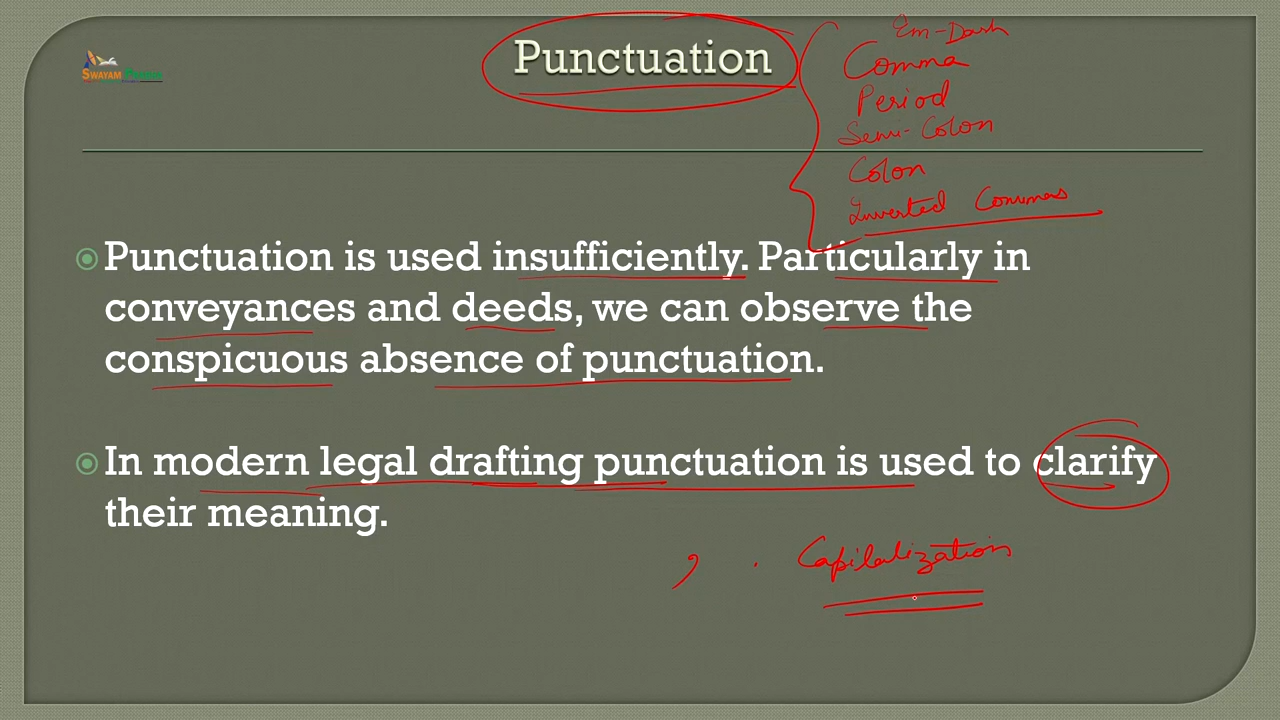 Punctuation
Em-Dash
Comma
Period
Semi-Colon
Colon
Inverted Commas
SWAYAM
Punctuation is used insufficiently. Particularly in
conveyances and deeds, we can observe the
conspicuous absence of punctuation.
In modern legal drafting punctuation is used to clarify
their meaning.
, . Capitalization